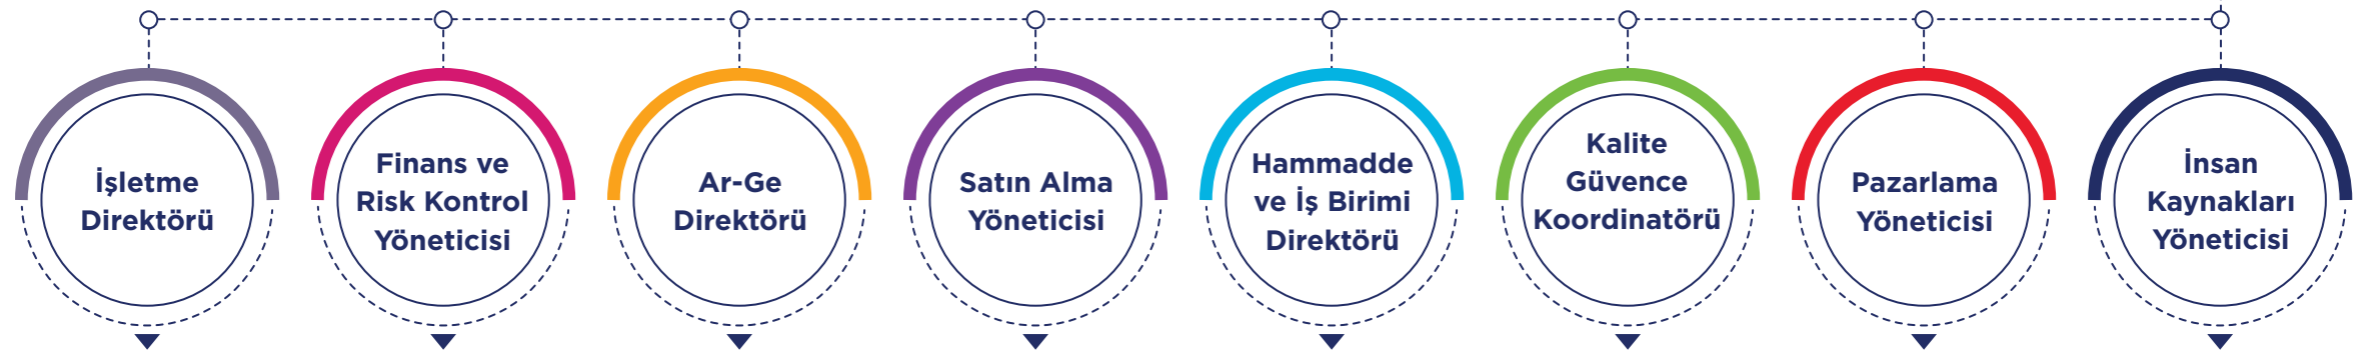 İşletme
Direktörü
Finans ve
Risk Kontrol
Yöneticisi
Ar-Ge
Direktörü
Satın Alma
Yöneticisi
Hammadde
ve İş Birimi
Direktörü
Kalite
Güvence
Koordinatörü
Pazarlama
Yöneticisi
İnsan
Kaynakları
Yöneticisi